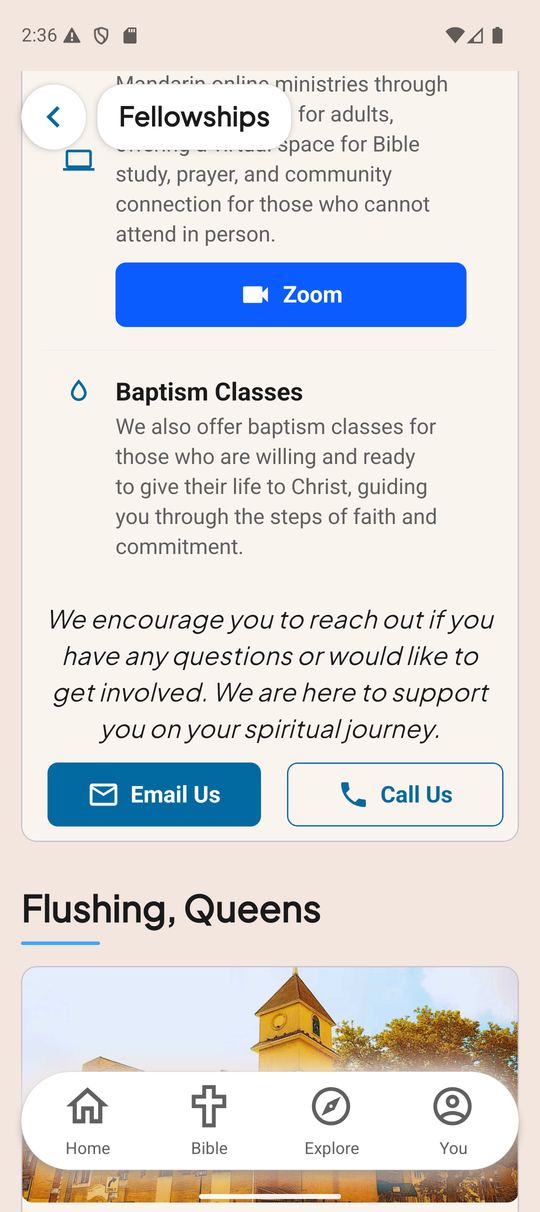 2:36
Mandarin online ministries through
Fellowships
for adults,
offering a virtual space for Bible
study, prayer, and community
connection for those who cannot
attend in person.
Zoom
Baptism Classes
We also offer baptism classes for
those who are willing and ready
to give their life to Christ, guiding
you through the steps of faith and
commitment.
We encourage you to reach out if you
have any questions or would like to
get involved. We are here to support
you on your spiritual journey.
Email Us
Call Us
Flushing, Queens
Home
Bible
Explore
You